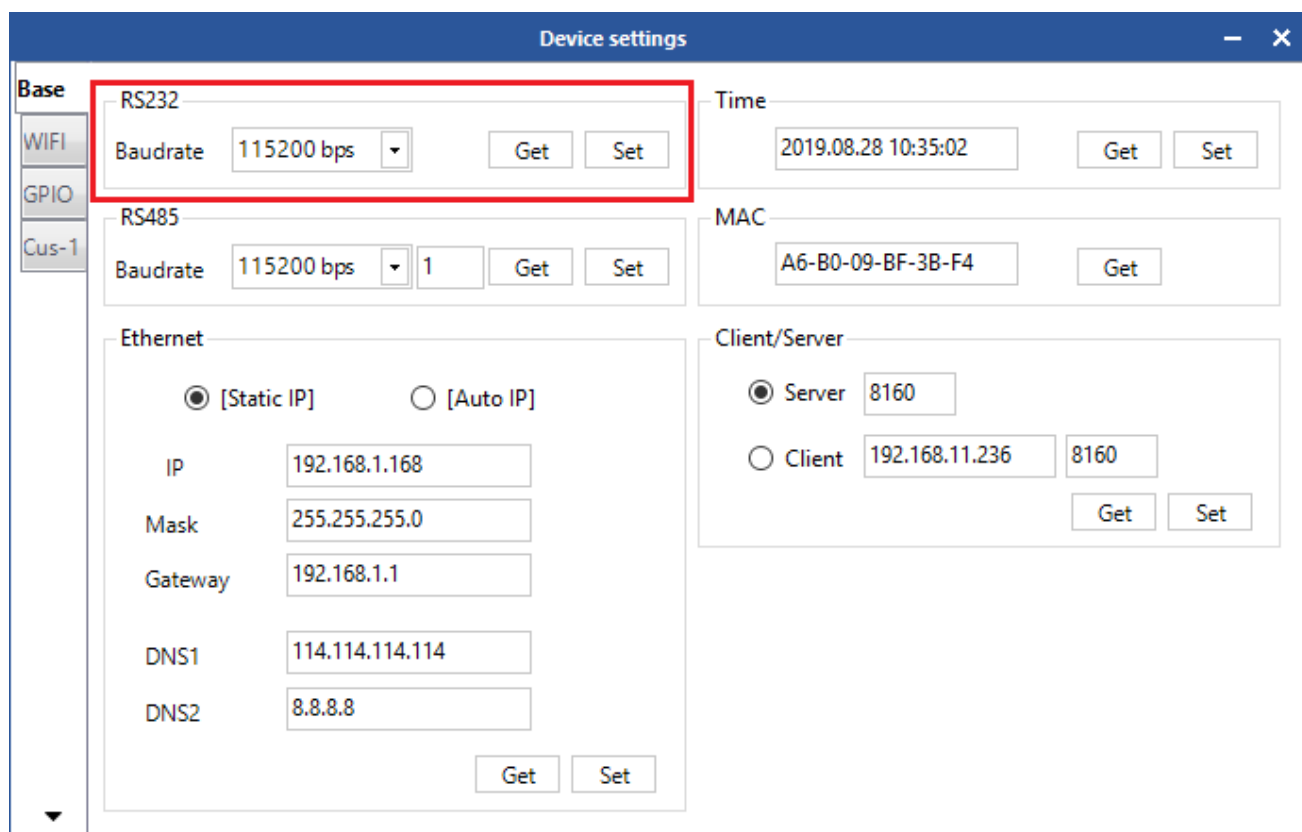 Device settings
Base
WIFI
GPIO
Cus-1
RS232
Baudrate 115200 bps Get Set
RS485
Baudrate 115200 bps 1 Get Set
Ethernet
[Static IP] [Auto IP]
IP 192.168.1.168
Mask 255.255.255.0
Gateway 192.168.1.1
DNS1 114.114.114.114
DNS2 8.8.8.8
Get Set
Time
2019.08.28 10:35:02 Get Set
MAC
A6-B0-09-BF-3B-F4 Get
Client/Server
Server 8160
Client 192.168.11.236 8160
Get Set